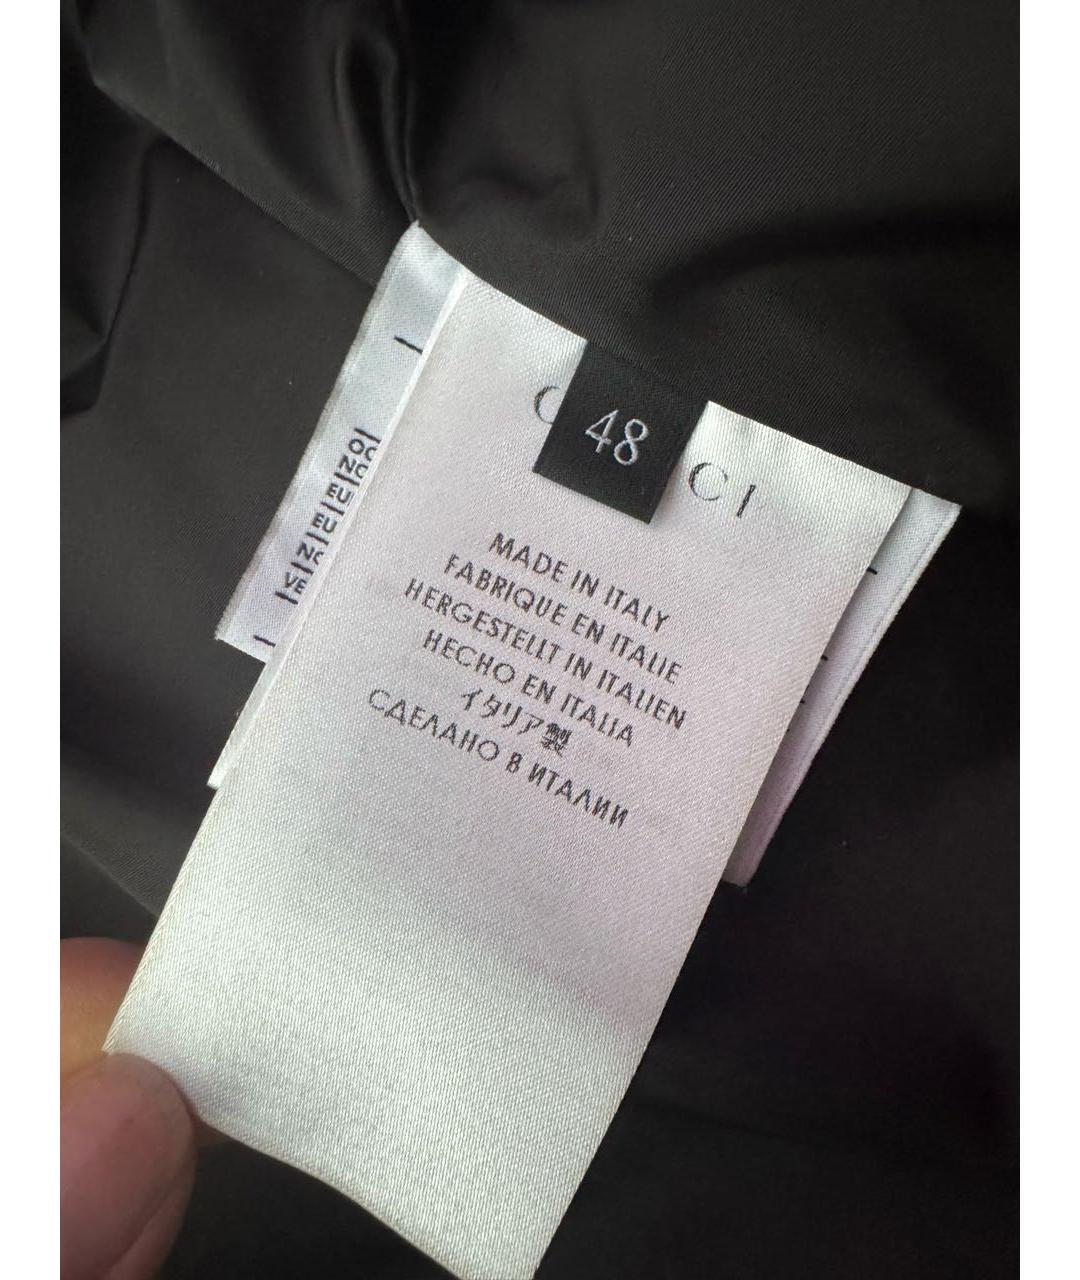 48
MADE IN ITALY
FABRIQUE EN ITALIE
HERGESTELLT IN ITALIEN
HECHO EN ITALIA
イタリア製
СДЕЛАНО В ИТАЛИИ